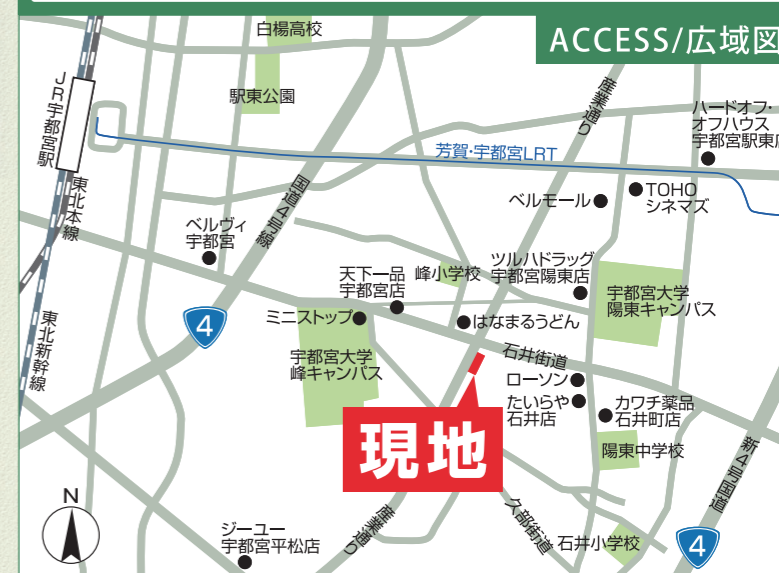 ACCESS/広域図
白楊高校
駅東公園
JR宇都宮駅
産業通り
ハードオフ・
オフハウス
宇都宮駅東店
芳賀・宇都宮LRT
東北本線
国道4号線
ベルモール
TOHO
シネマズ
ベルヴィ
宇都宮
天下一品
宇都宮店
峰小学校
ツルハドラッグ
宇都宮陽東店
宇都宮大学
陽東キャンパス
4
ミニストップ
はなまるうどん
東北新幹線
宇都宮大学
峰キャンパス
石井街道
ローソン
たいらや
石井店
カワチ薬品
石井町店
現地
陽東中学校
新4号国道
N
ジーユー
宇都宮平松店
産業通り
久部街道
石井小学校
4